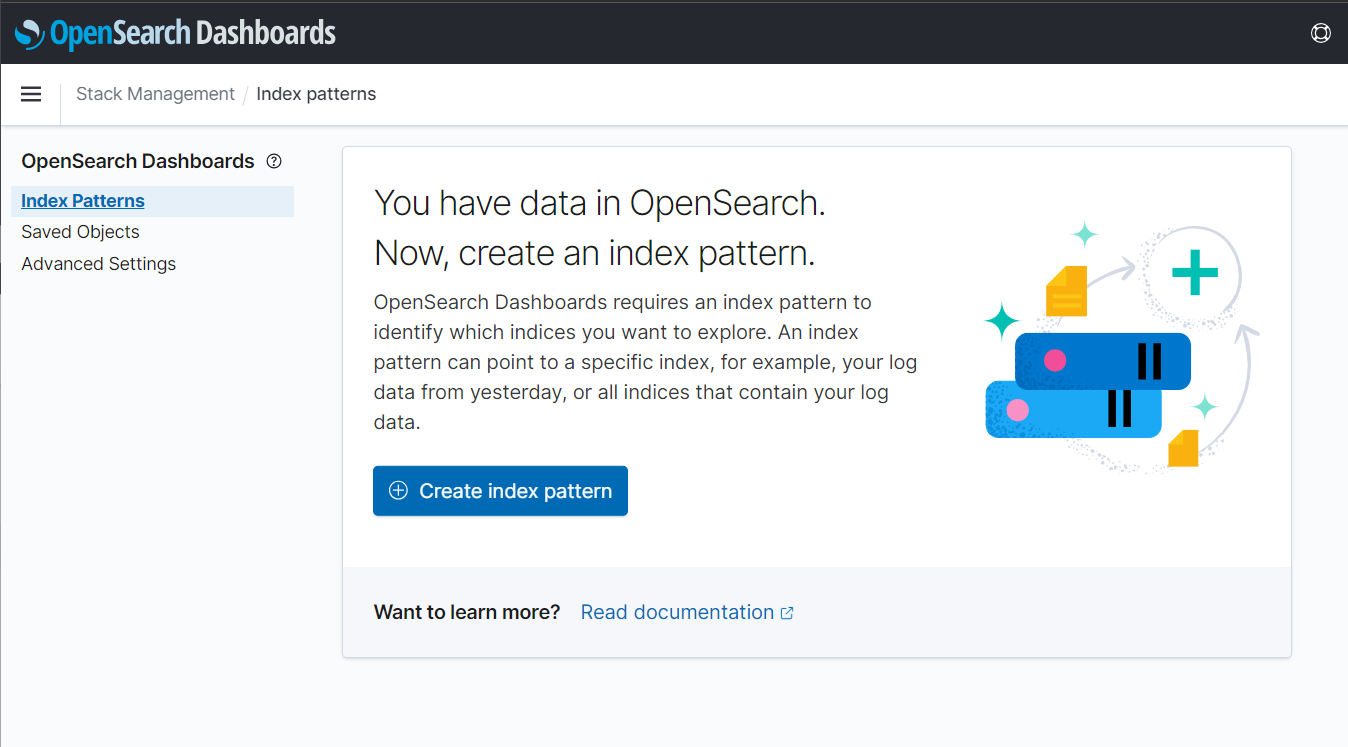 OpenSearch Dashboards
Stack Management / Index patterns
OpenSearch Dashboards
Index Patterns
Saved Objects
Advanced Settings
You have data in OpenSearch.
Now, create an index pattern.
OpenSearch Dashboards requires an index pattern to
identify which indices you want to explore. An index
pattern can point to a specific index, for example, your log
data from yesterday, or all indices that contain your log
data.
Create index pattern
Want to learn more? Read documentation